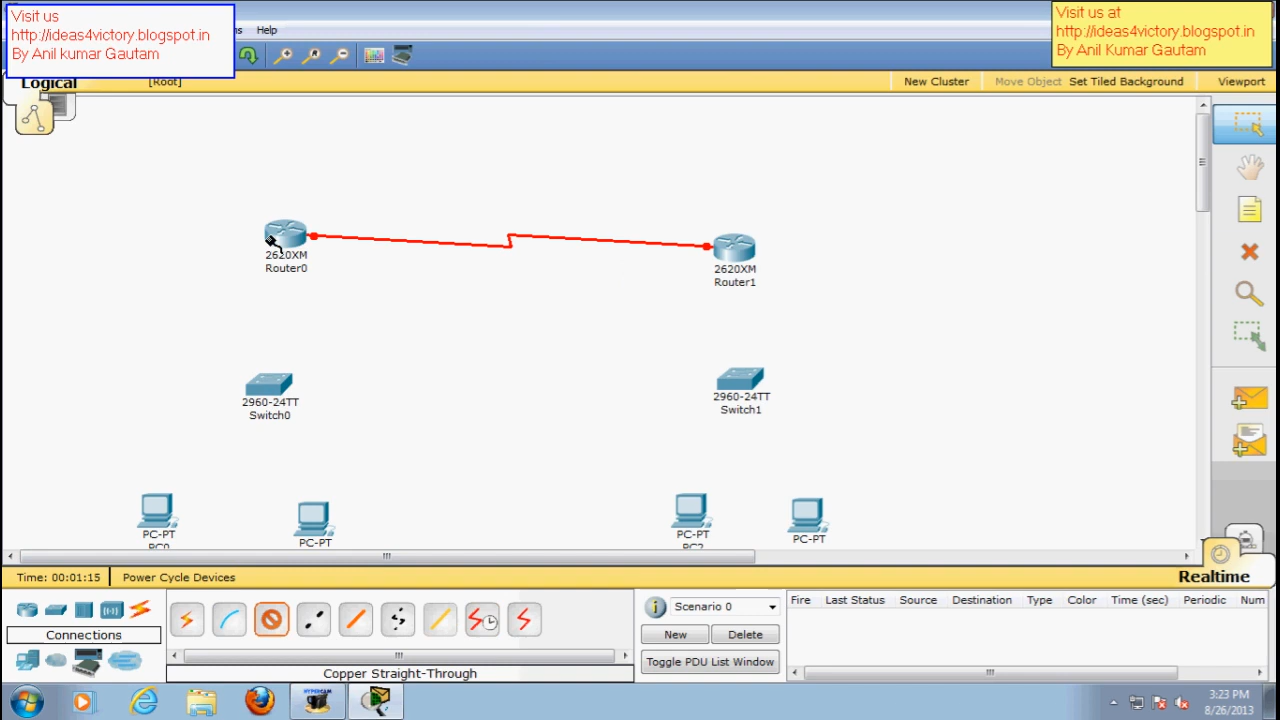 Visit us
http://ideas4victory.blogspot.in
By Anil kumar Gautam
Visit us at
http://ideas4victory.blogspot.in
By Anil Kumar Gautam
Help
Logical
[Root]
New Cluster
Move Object
Set Tiled Background
Viewport
2620XM
Router0
2620XM
Router1
2960-24TT
Switch0
2960-24TT
Switch1
PC-PT
PC0
PC-PT
PC-PT
PC2
PC-PT
Time: 00:01:15
Power Cycle Devices
Realtime
Connections
Copper Straight-Through
Scenario 0
New
Delete
Toggle PDU List Window
Fire Last Status Source Destination Type Color Time (sec) Periodic Num
HYPERCAM
3:23 PM
8/26/2013